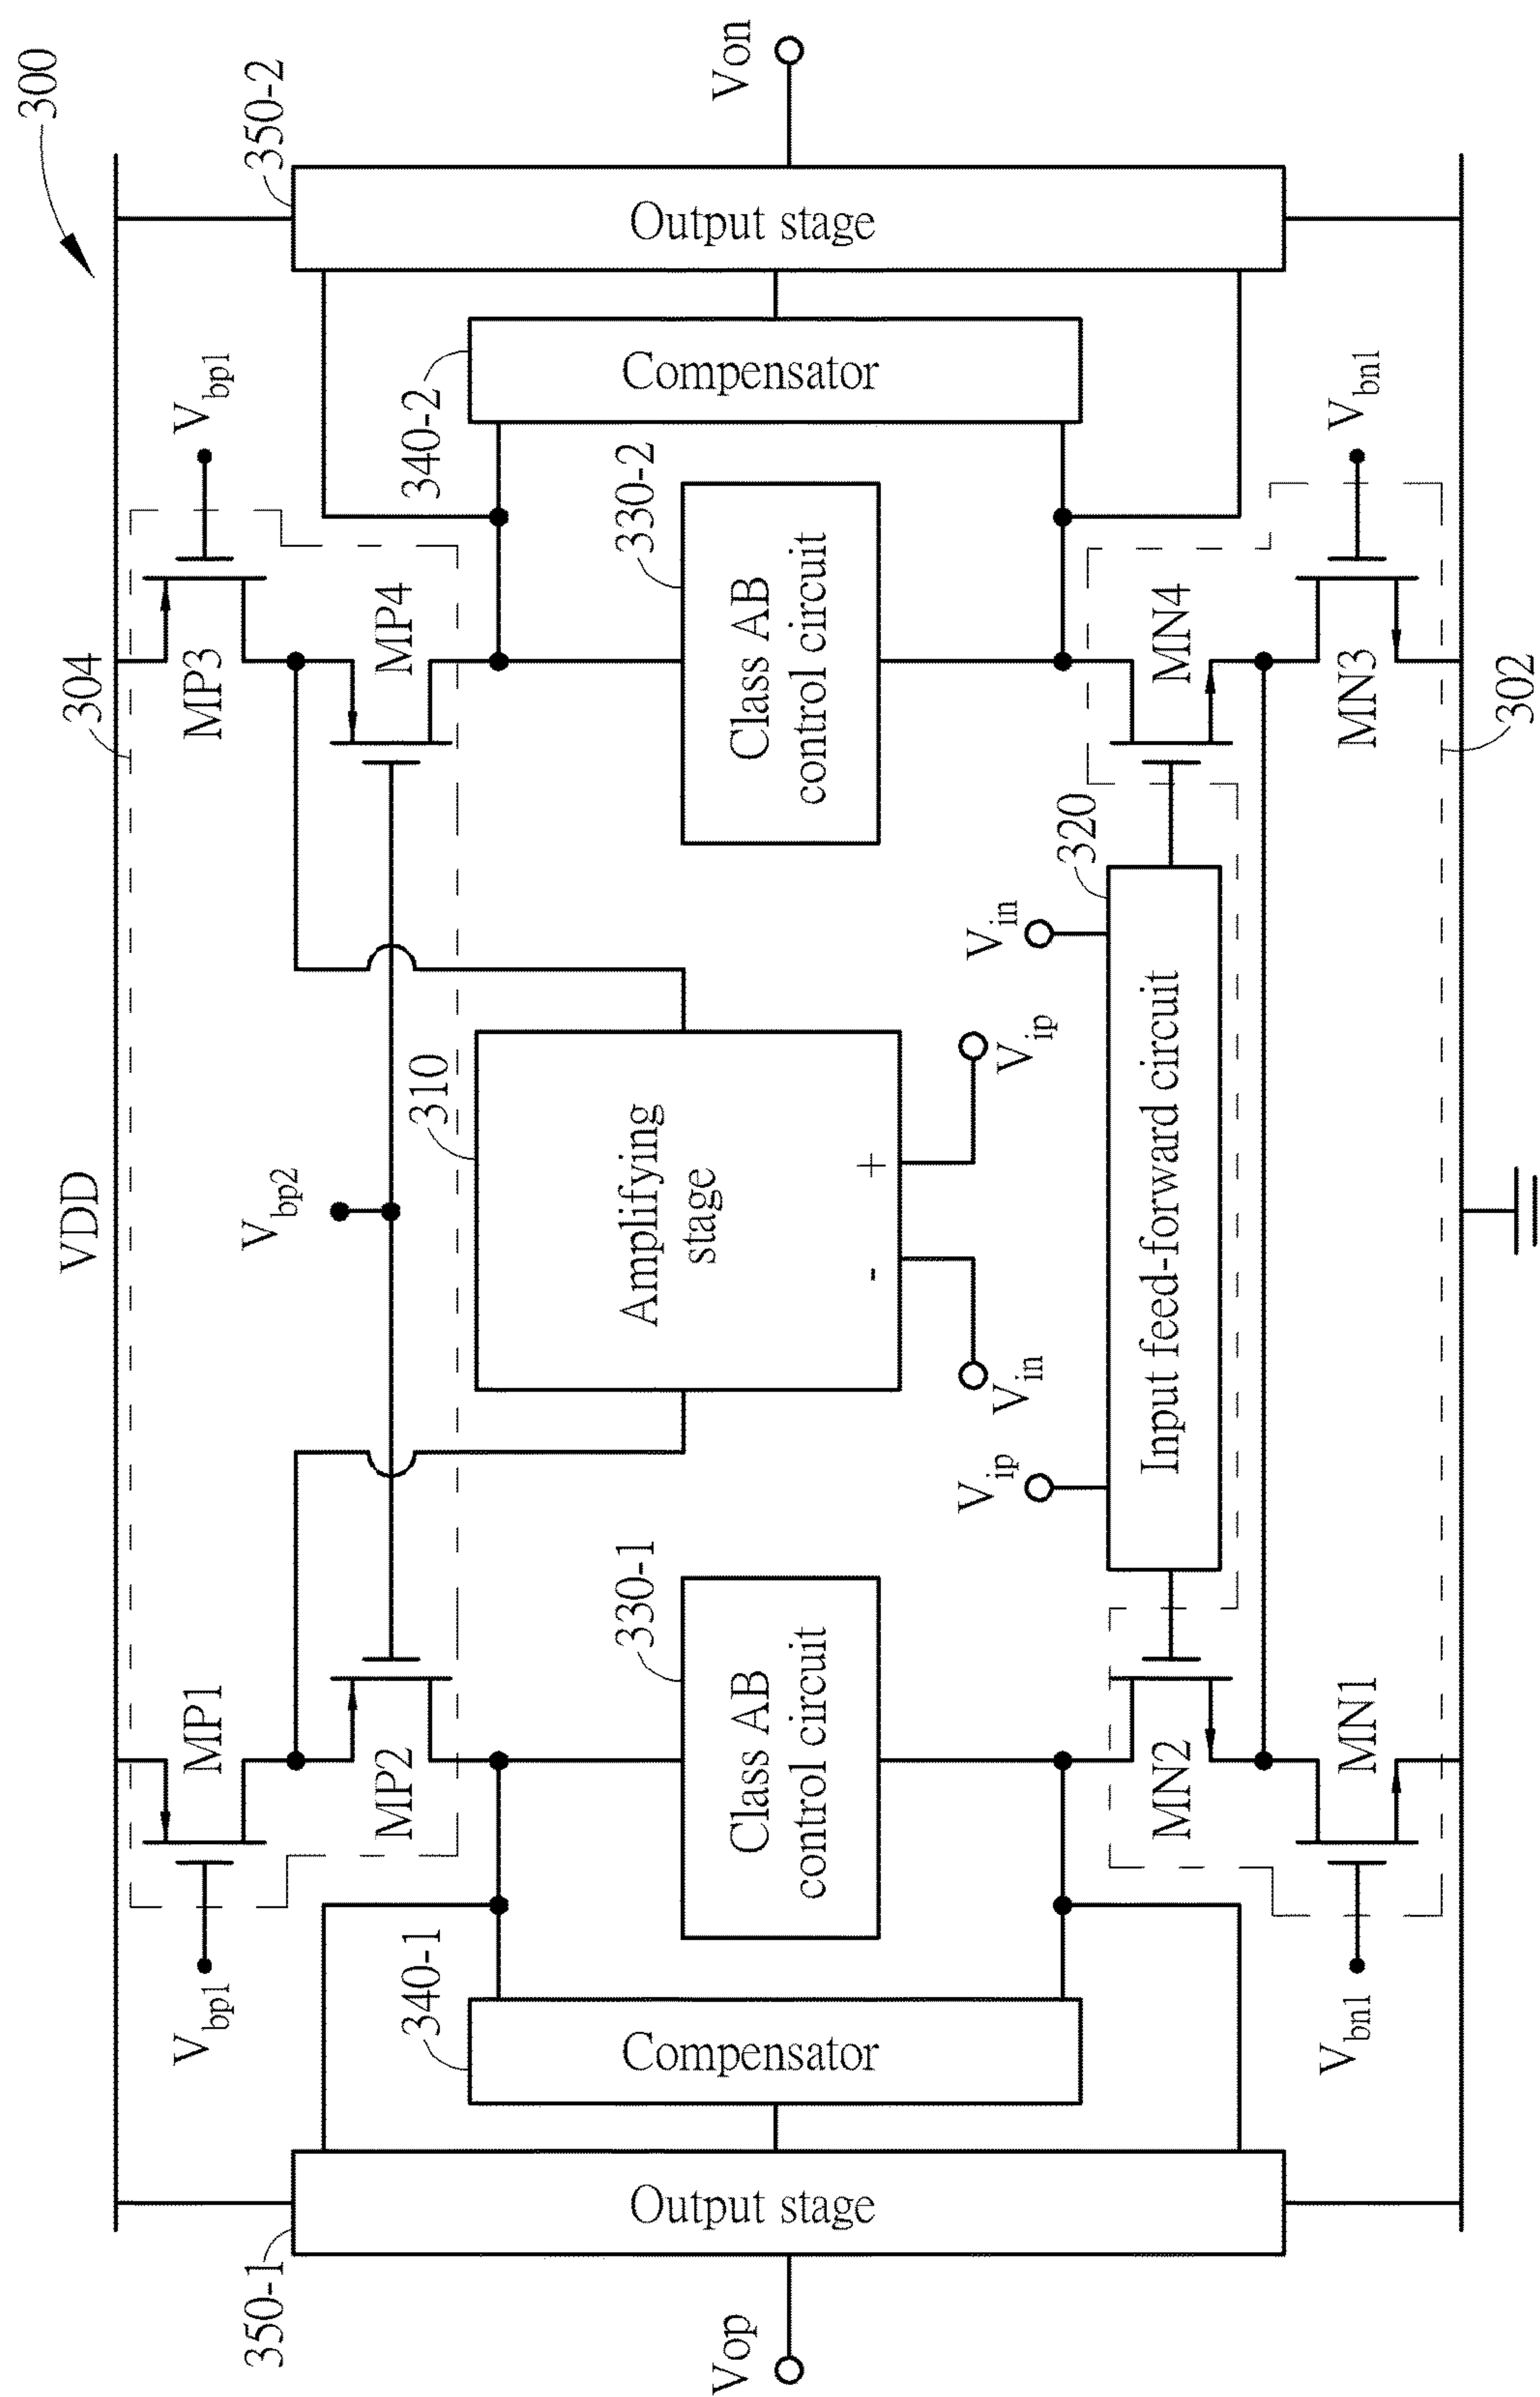 300
VDD
304
Vbp1
MP1
MP3
Vbp1
350-1
350-2
Vbp2
MP2
MP4
340-1
310
340-2
Vop
Output stage
Compensator
330-1
Class AB
control circuit
Amplifying
stage
-
+
330-2
Class AB
control circuit
Compensator
Output stage
Von
Vin
Vip
Vip
Vin
320
Input feed-forward circuit
MN2
MN4
Vbn1
MN1
MN3
Vbn1
302